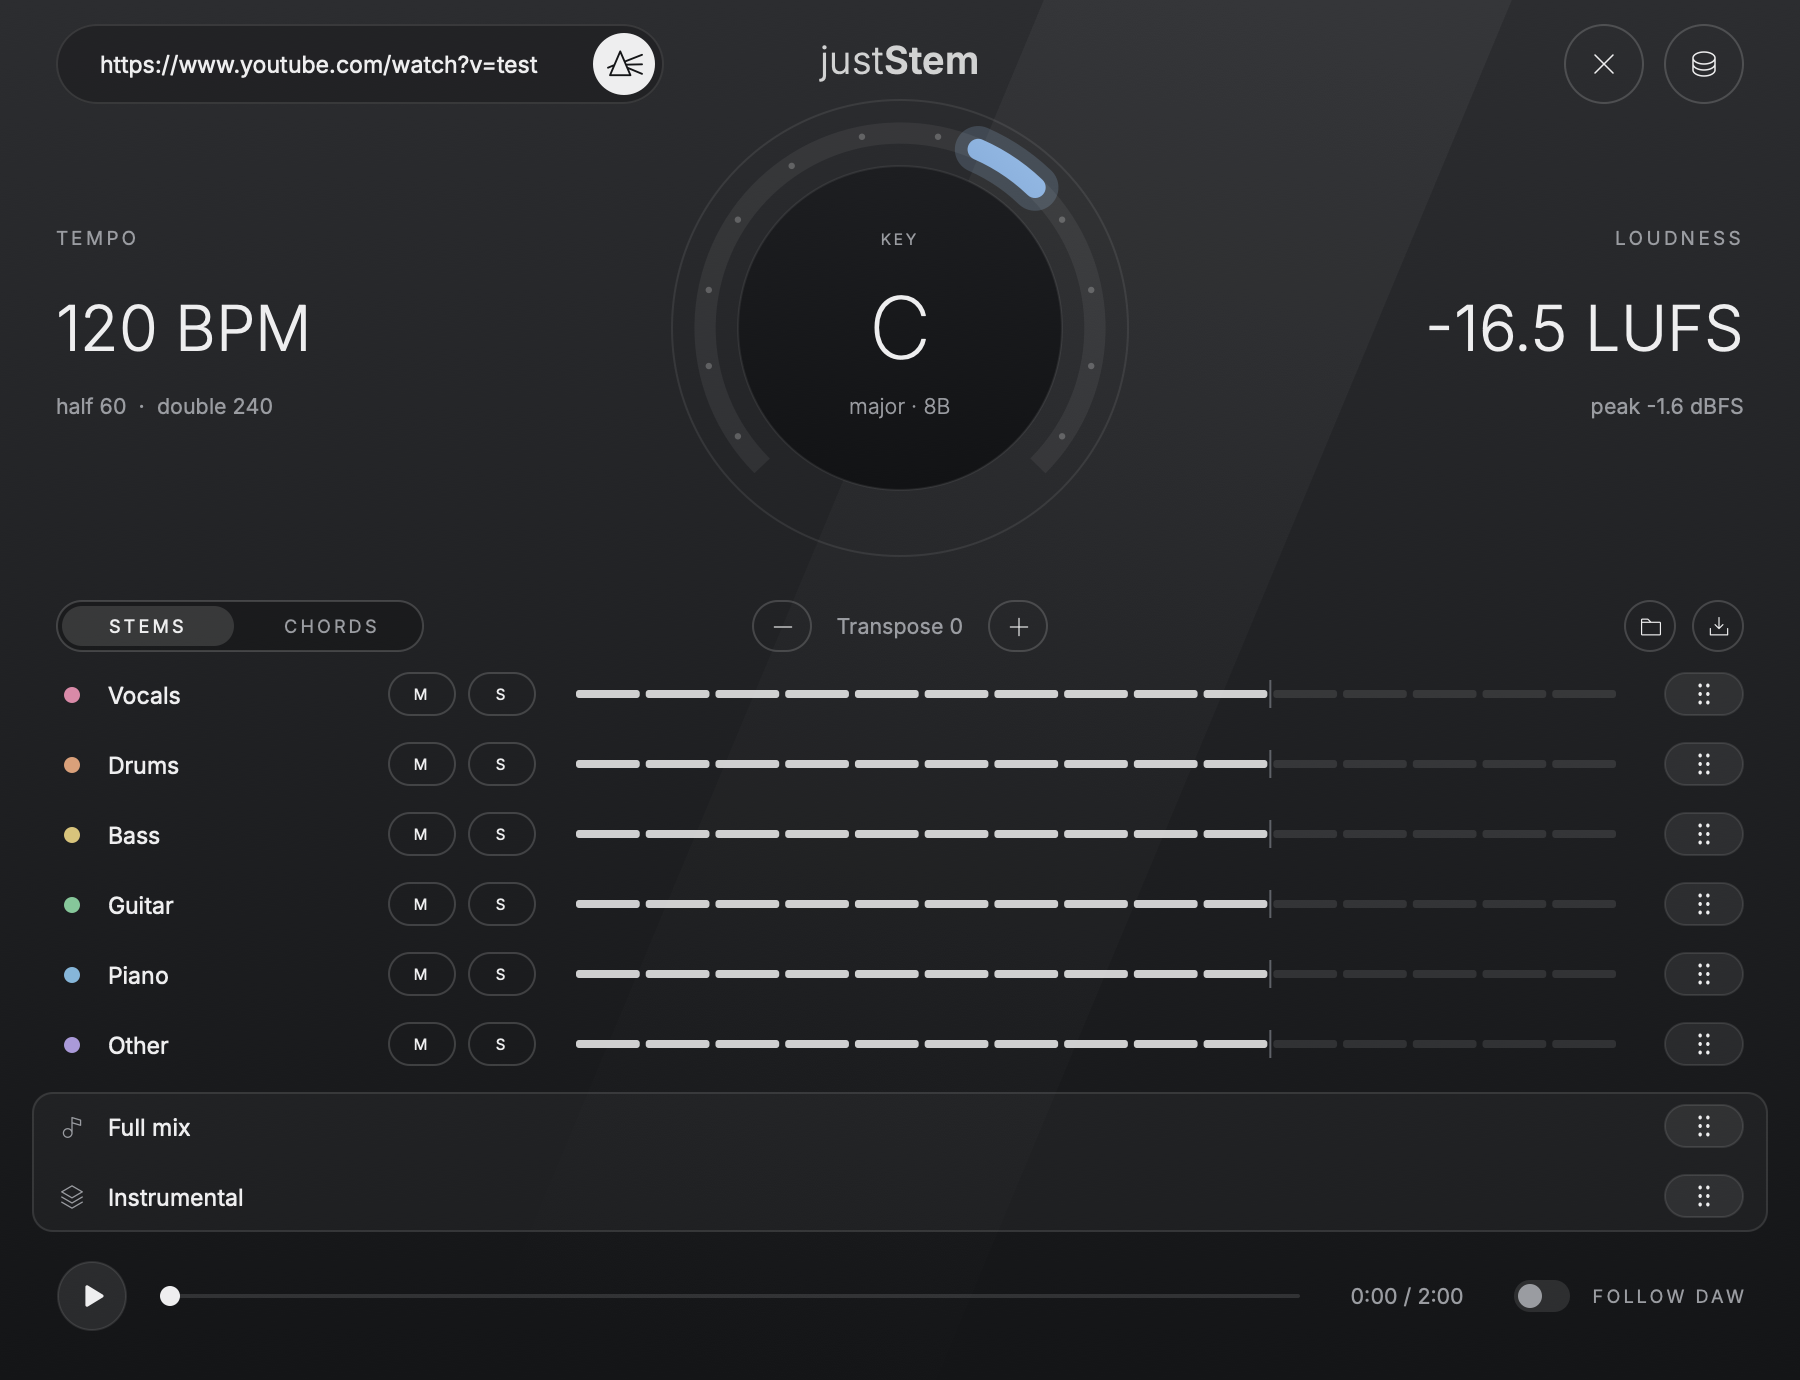 https://www.youtube.com/watch?v=test
justStem
TEMPO
120 BPM
half 60 · double 240
KEY
C
major · 8B
LOUDNESS
-16.5 LUFS
peak -1.6 dBFS
STEMS CHORDS
Transpose 0
Vocals M S
Drums M S
Bass M S
Guitar M S
Piano M S
Other M S
Full mix
Instrumental
0:00 / 2:00 FOLLOW DAW